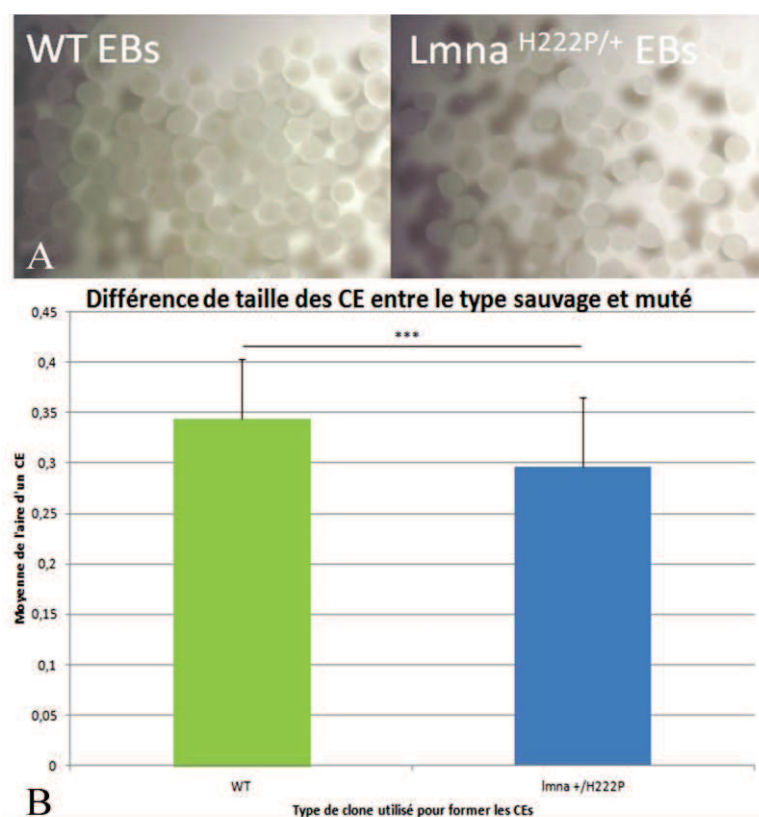 WT EBs
Lmna H222P/+ EBs
A
Différence de taille des CE entre le type sauvage et muté
0,45
0,4
0,35
0,3
0,25
0,2
0,15
0,1
0,05
0
Moyenne de l'aire d'un CE
***
WT
lmna +/H222P
Type de clone utilisé pour former les CEs
B